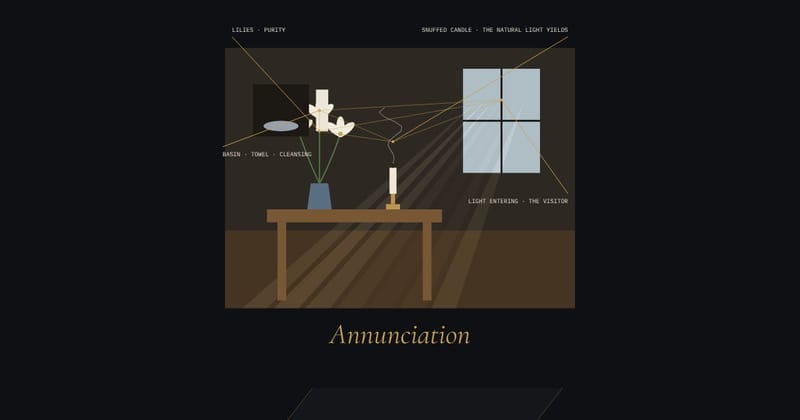 LILIES · PURITY
SNUFFED CANDLE · THE NATURAL LIGHT YIELDS
BASIN · TOWEL · CLEANSING
LIGHT ENTERING · THE VISITOR
Annunciation